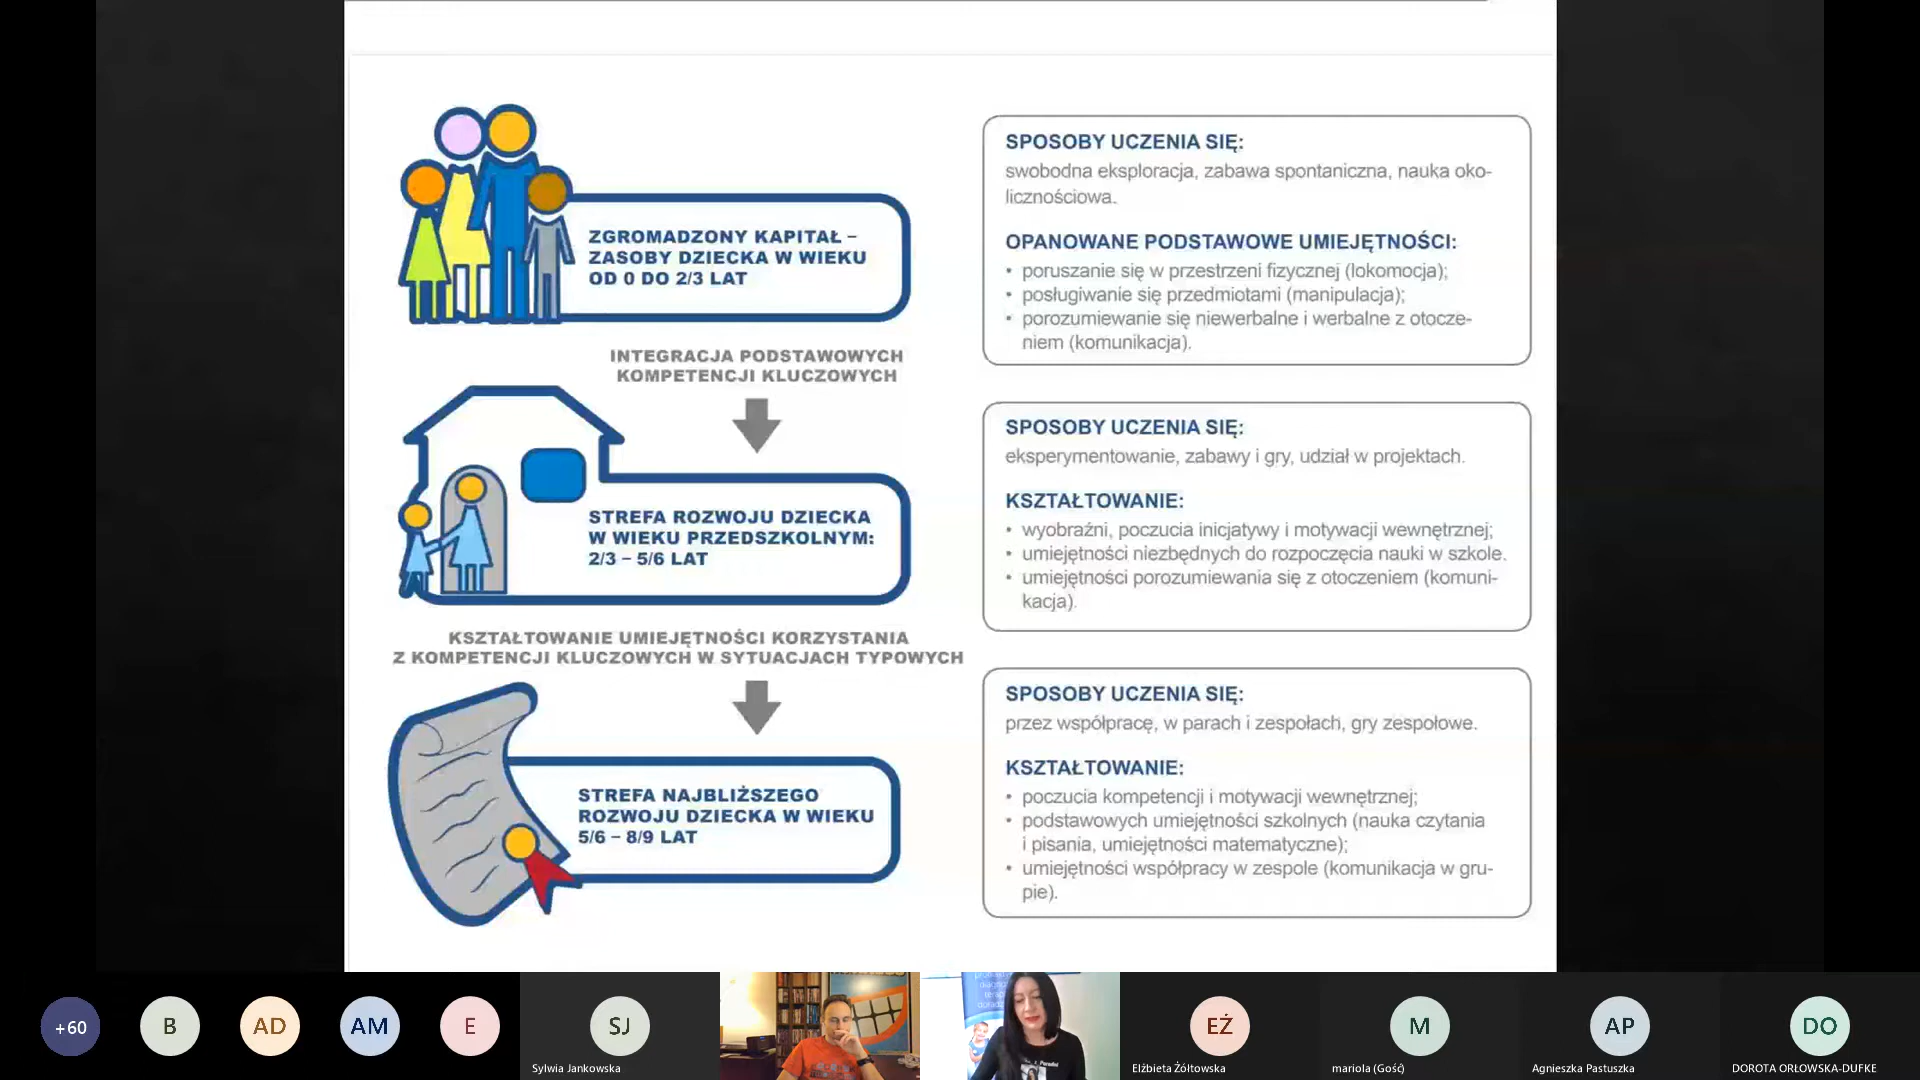 ZGROMADZONY KAPITAŁ –
ZASOBY DZIECKA W WIEKU
OD 0 DO 2/3 LAT
SPOSOBY UCZENIA SIĘ:
swobodna eksploracja, zabawa spontaniczna, nauka oko-
licznościowa.
OPANOWANE PODSTAWOWE UMIEJĘTNOŚCI:
• poruszanie się w przestrzeni fizycznej (lokomocja);
• posługiwanie się przedmiotami (manipulacja);
• porozumiewanie się niewerbalne i werbalne z otocze-
niem (komunikacja).
INTEGRACJA PODSTAWOWYCH
KOMPETENCJI KLUCZOWYCH
STREFA ROZWOJU DZIECKA
W WIEKU PRZEDSZKOLNYM:
2/3 – 5/6 LAT
SPOSOBY UCZENIA SIĘ:
eksperymentowanie, zabawy i gry, udział w projektach.
KSZTAŁTOWANIE:
• wyobraźni, poczucia inicjatywy i motywacji wewnętrznej;
• umiejętności niezbędnych do rozpoczęcia nauki w szkole.
• umiejętności porozumiewania się z otoczeniem (komuni-
kacja).
KSZTAŁTOWANIE UMIEJĘTNOŚCI KORZYSTANIA
Z KOMPETENCJI KLUCZOWYCH W SYTUACJACH TYPOWYCH
STREFA NAJBLIŻSZEGO
ROZWOJU DZIECKA W WIEKU
5/6 – 8/9 LAT
SPOSOBY UCZENIA SIĘ:
przez współpracę, w parach i zespołach, gry zespołowe.
KSZTAŁTOWANIE:
• poczucia kompetencji i motywacji wewnętrznej;
• podstawowych umiejętności szkolnych (nauka czytania
i pisania, umiejętności matematyczne);
• umiejętności współpracy w zespole (komunikacja w gru-
pie).
+60
B
AD
AM
E
SJ
Sylwia Jankowska
EŻ
Elżbieta Żółtowska
M
mariola (Gość)
AP
Agnieszka Pastuszka
DO
DOROTA ORŁOWSKA-DUFKE